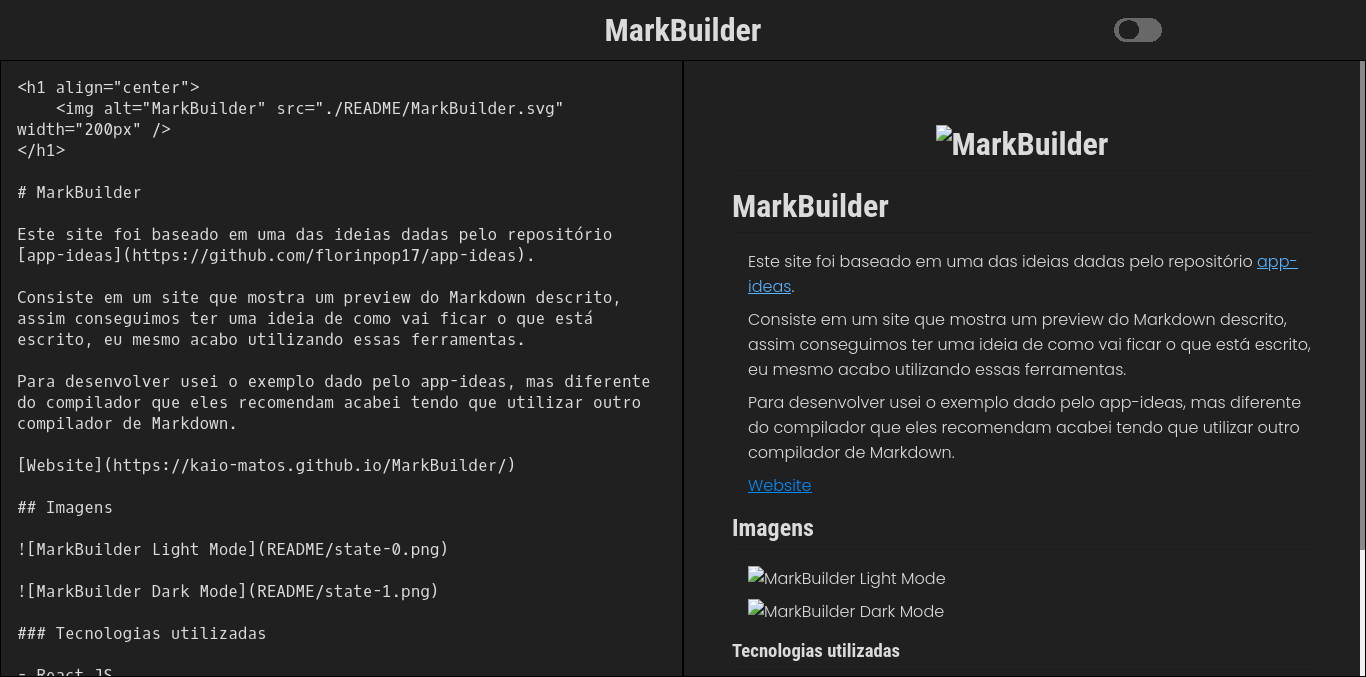 MarkBuilder
<h1 align="center">
    <img alt="MarkBuilder" src="./README/MarkBuilder.svg"
width="200px" />
</h1>
# MarkBuilder
Este site foi baseado em uma das ideias dadas pelo repositório
[app-ideas](https://github.com/florinpop17/app-ideas).
Consiste em um site que mostra um preview do Markdown descrito,
assim conseguimos ter uma ideia de como vai ficar o que está
escrito, eu mesmo acabo utilizando essas ferramentas.
Para desenvolver usei o exemplo dado pelo app-ideas, mas diferente
do compilador que eles recomendam acabei tendo que utilizar outro
compilador de Markdown.
[Website](https://kaio-matos.github.io/MarkBuilder/)
## Imagens
![MarkBuilder Light Mode](README/state-0.png)
![MarkBuilder Dark Mode](README/state-1.png)
### Tecnologias utilizadas
- React JS
MarkBuilder
MarkBuilder
Este site foi baseado em uma das ideias dadas pelo repositório app-
ideas.
Consiste em um site que mostra um preview do Markdown descrito,
assim conseguimos ter uma ideia de como vai ficar o que está escrito,
eu mesmo acabo utilizando essas ferramentas.
Para desenvolver usei o exemplo dado pelo app-ideas, mas diferente
do compilador que eles recomendam acabei tendo que utilizar outro
compilador de Markdown.
Website
Imagens
MarkBuilder Light Mode
MarkBuilder Dark Mode
Tecnologias utilizadas